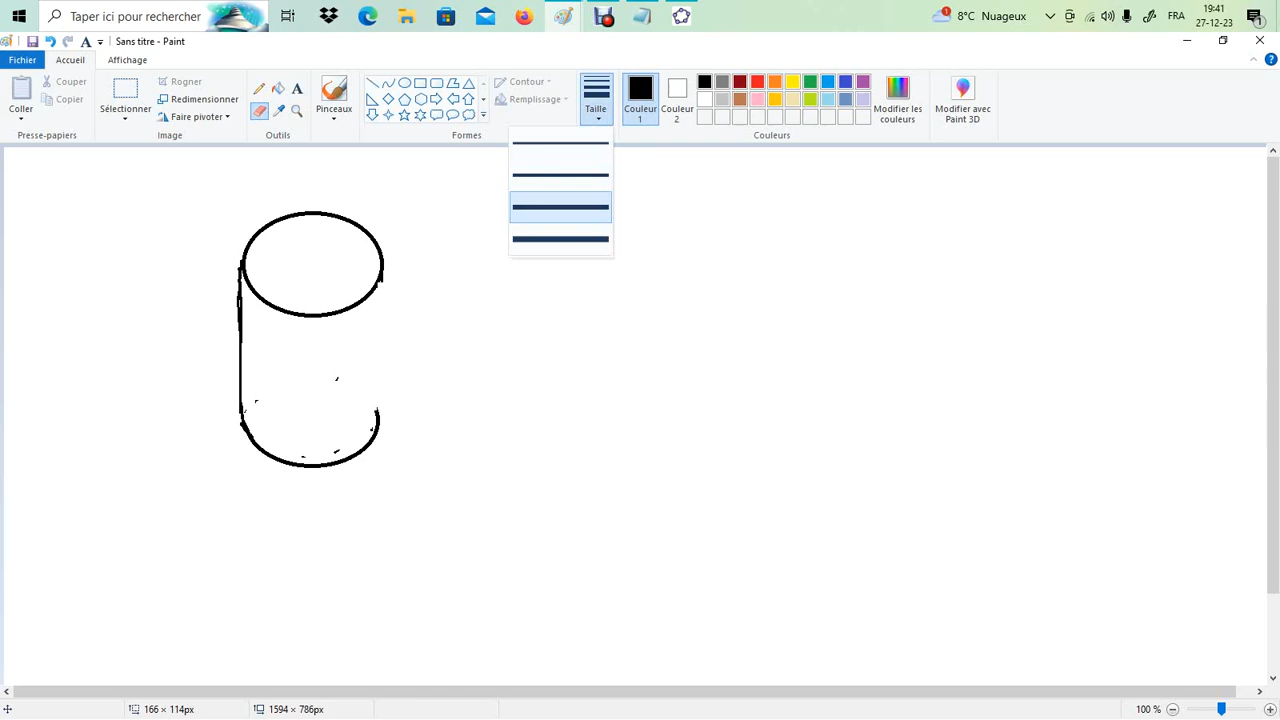 Taper ici pour rechercher
8°C Nuageux
FRA
19:41
27-12-23
1
Sans titre - Paint
Fichier
Accueil
Affichage
Coller
Couper
Copier
Presse-papiers
Sélectionner
Rogner
Redimensionner
Faire pivoter
Image
A
Outils
Pinceaux
Contour
Remplissage
Formes
Taille
Couleur 1
Couleur 2
Modifier les couleurs
Couleurs
Modifier avec Paint 3D
166 × 114px
1594 × 786px
100 %